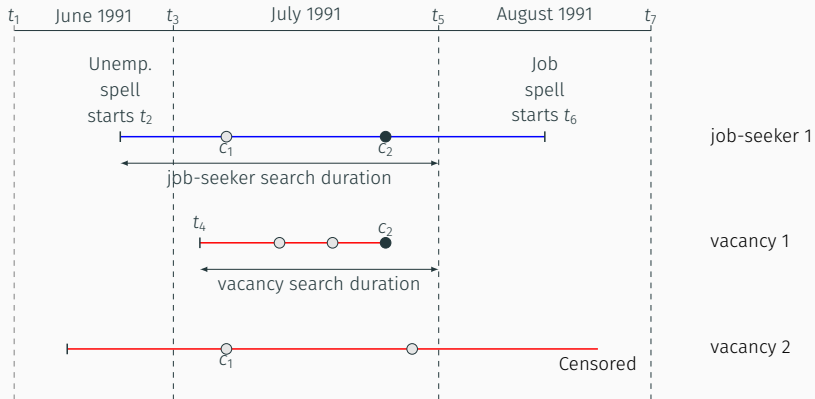 t₁ June 1991 t₃ July 1991 t₅ August 1991 t₇
Unemp.
spell
starts t₂
Job
spell
starts t₆
c₁ c₂
job-seeker 1
job-seeker search duration
t₄ c₂
vacancy 1
vacancy search duration
c₁
vacancy 2
Censored